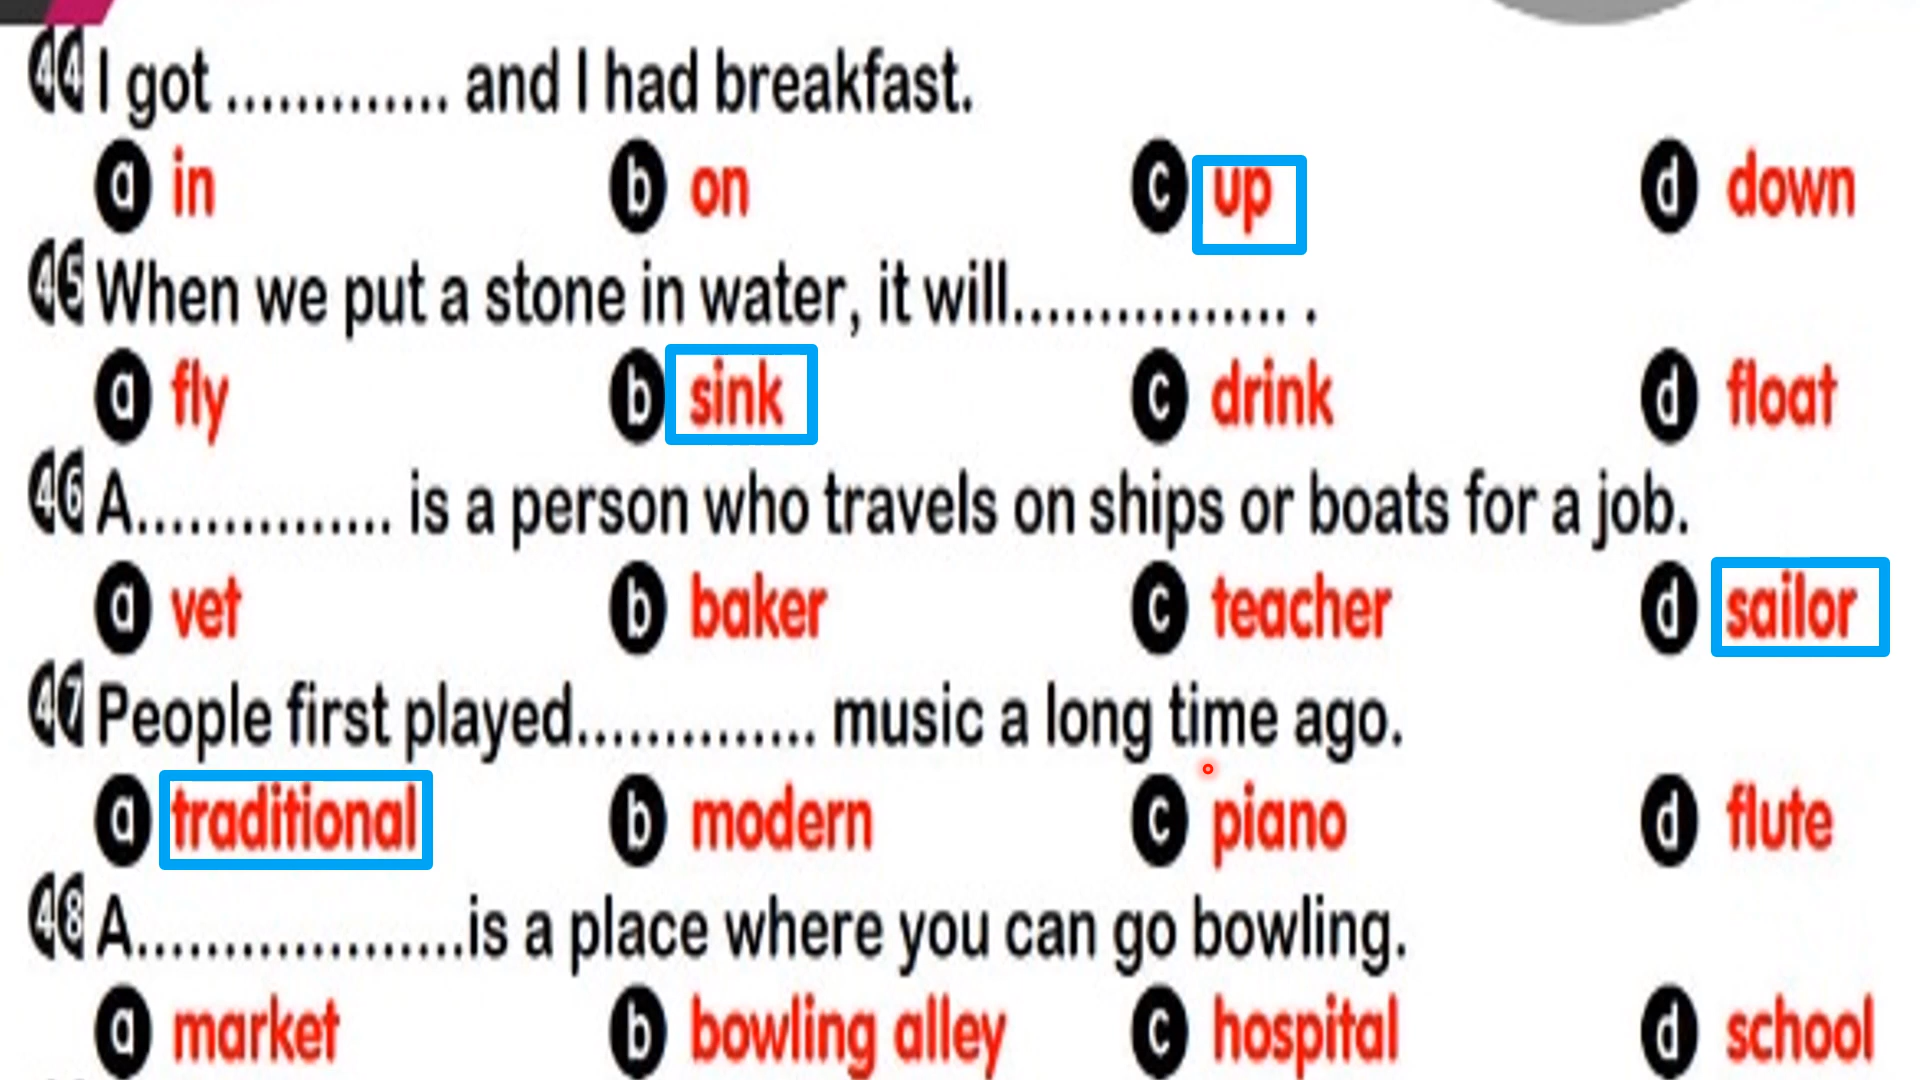 44 I got ............. and I had breakfast.
a in b on c up d down
45 When we put a stone in water, it will................ .
a fly b sink c drink d float
46 A............... is a person who travels on ships or boats for a job.
a vet b baker c teacher d sailor
47 People first played.............. music a long time ago.
a traditional b modern c piano d flute
48 A...................is a place where you can go bowling.
a market b bowling alley c hospital d school